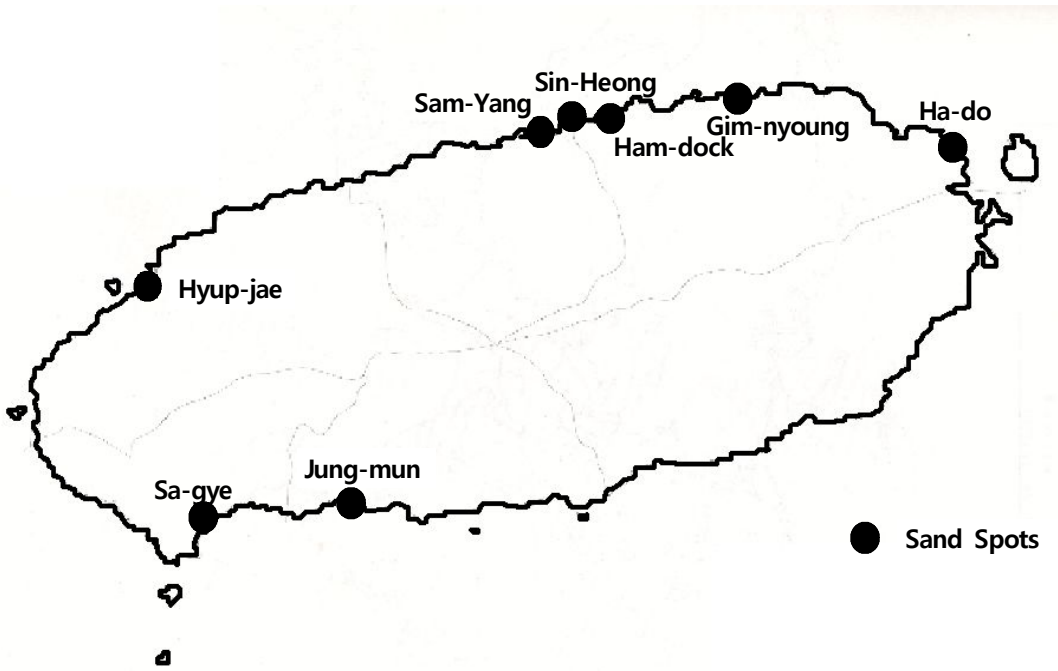 Sin-Heong
Sam-Yang
Ha-do
Gim-nyoung
Ham-dock
Hyup-jae
Jung-mun
Sa-gye
Sand Spots